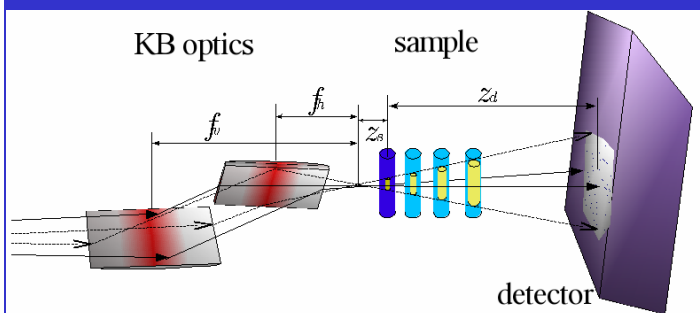 KB optics
sample
f_h
z_d
f_v
z_s
detector